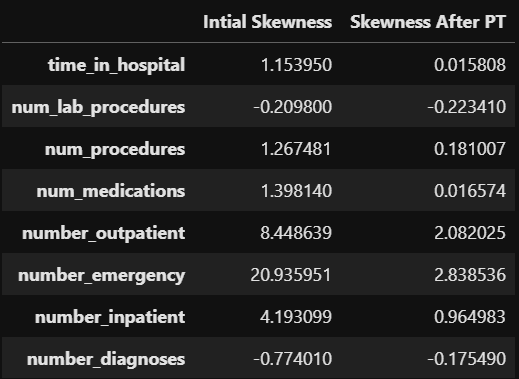 Intial Skewness Skewness After PT
time_in_hospital 1.153950 0.015808
num_lab_procedures -0.209800 -0.223410
num_procedures 1.267481 0.181007
num_medications 1.398140 0.016574
number_outpatient 8.448639 2.082025
number_emergency 20.935951 2.838536
number_inpatient 4.193099 0.964983
number_diagnoses -0.774010 -0.175490